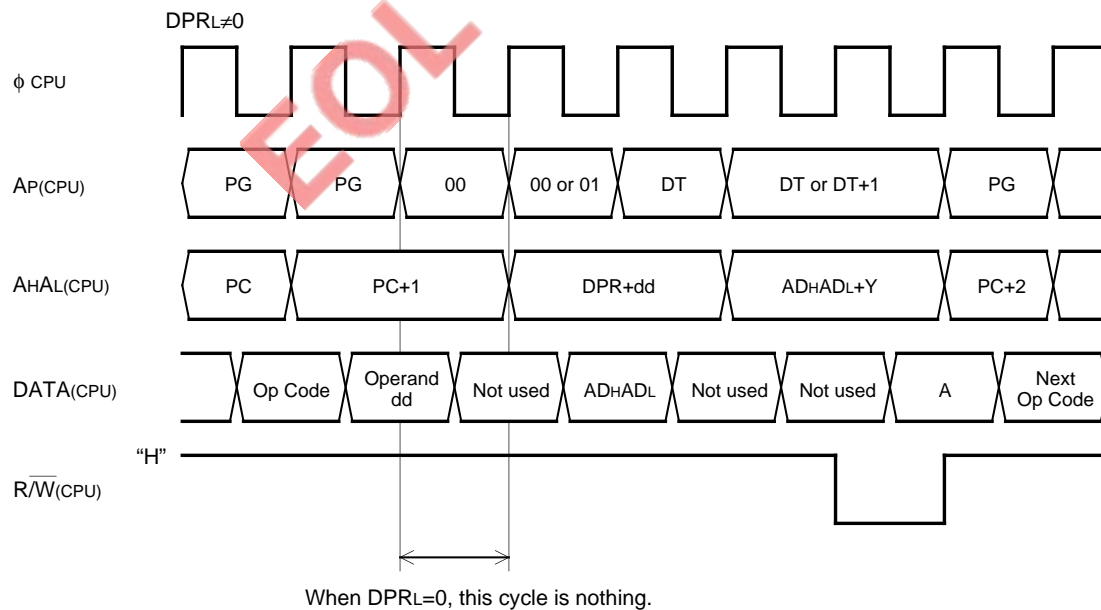 DPRL≠0
φ CPU
EOL
AP(CPU) PG PG 00 00 or 01 DT DT or DT+1 PG
AHAL(CPU) PC PC+1 DPR+dd ADHADL+Y PC+2
DATA(CPU) Op Code Operand dd Not used ADHADL Not used Not used A Next Op Code
“H”
R/W̅(CPU)
When DPRL=0, this cycle is nothing.